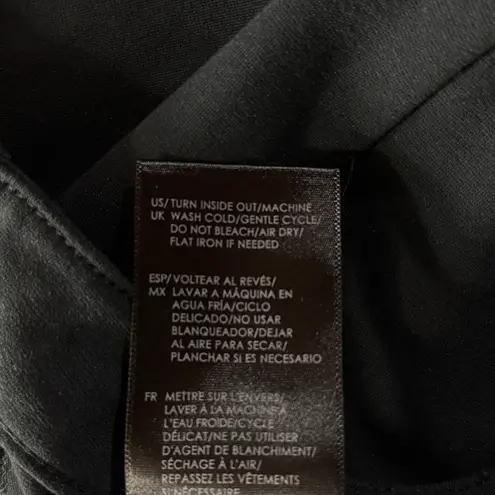 US/ TURN INSIDE OUT/MACHINE
UK WASH COLD/GENTLE CYCLE/
DO NOT BLEACH/AIR DRY/
FLAT IRON IF NEEDED
ESP/ VOLTEAR AL REVÉS/
MX LAVAR A MÁQUINA EN
AGUA FRÍA/CICLO
DELICADO/NO USAR
BLANQUEADOR/DEJAR
AL AIRE PARA SECAR/
PLANCHAR SI ES NECESARIO
FR METTRE SUR L'ENVERS/
LAVER À LA MACHINE À
L'EAU FROIDE/CYCLE
DÉLICAT/NE PAS UTILISER
D'AGENT DE BLANCHIMENT/
SÉCHAGE À L'AIR/
REPASSEZ LES VÊTEMENTS
SI NÉCESSAIRE